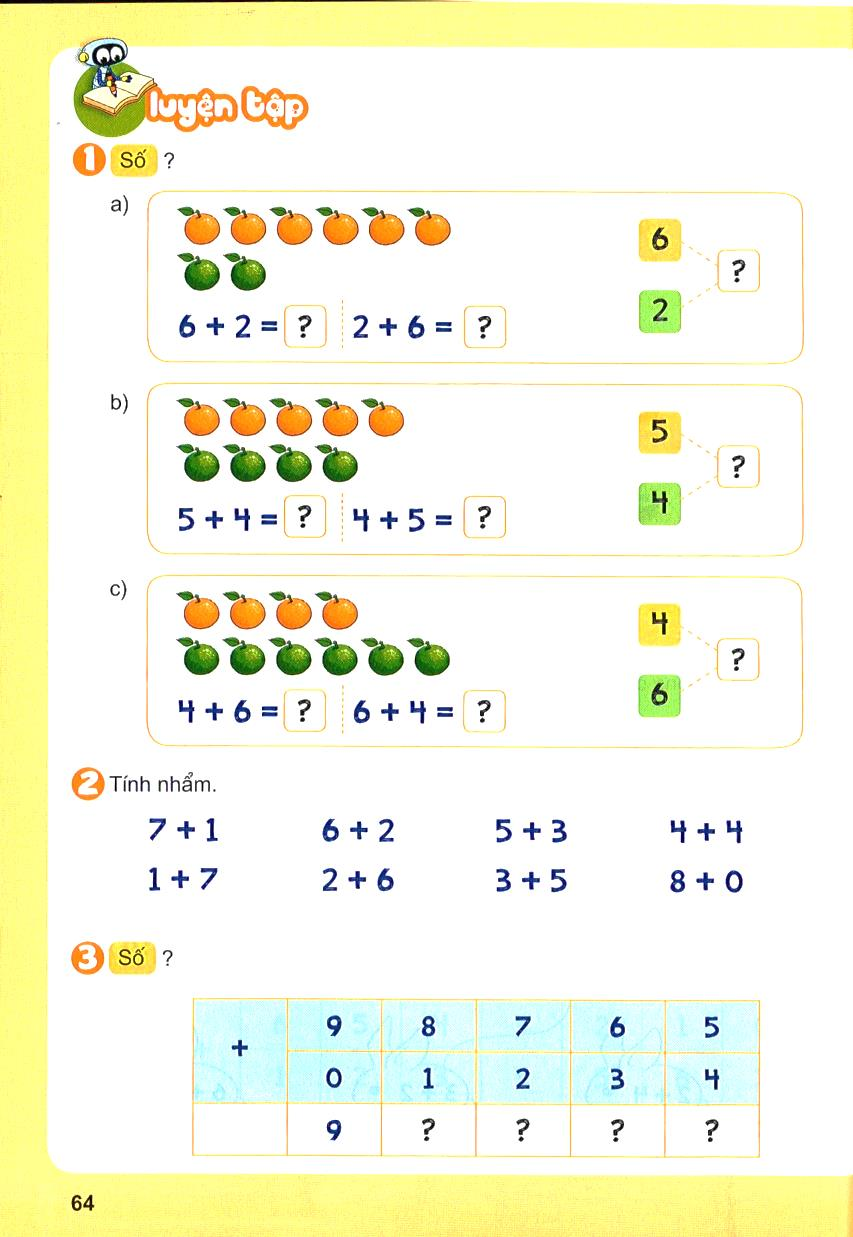 luyện tập
1 Số ?
a)
6
?
2
6 + 2 = ? 2 + 6 = ?
b)
5
?
4
5 + 4 = ? 4 + 5 = ?
c)
4
?
6
4 + 6 = ? 6 + 4 = ?
2 Tính nhẩm.
7 + 1 6 + 2 5 + 3 4 + 4
1 + 7 2 + 6 3 + 5 8 + 0
3 Số ?
+ 9 8 7 6 5
0 1 2 3 4
9 ? ? ? ?
64